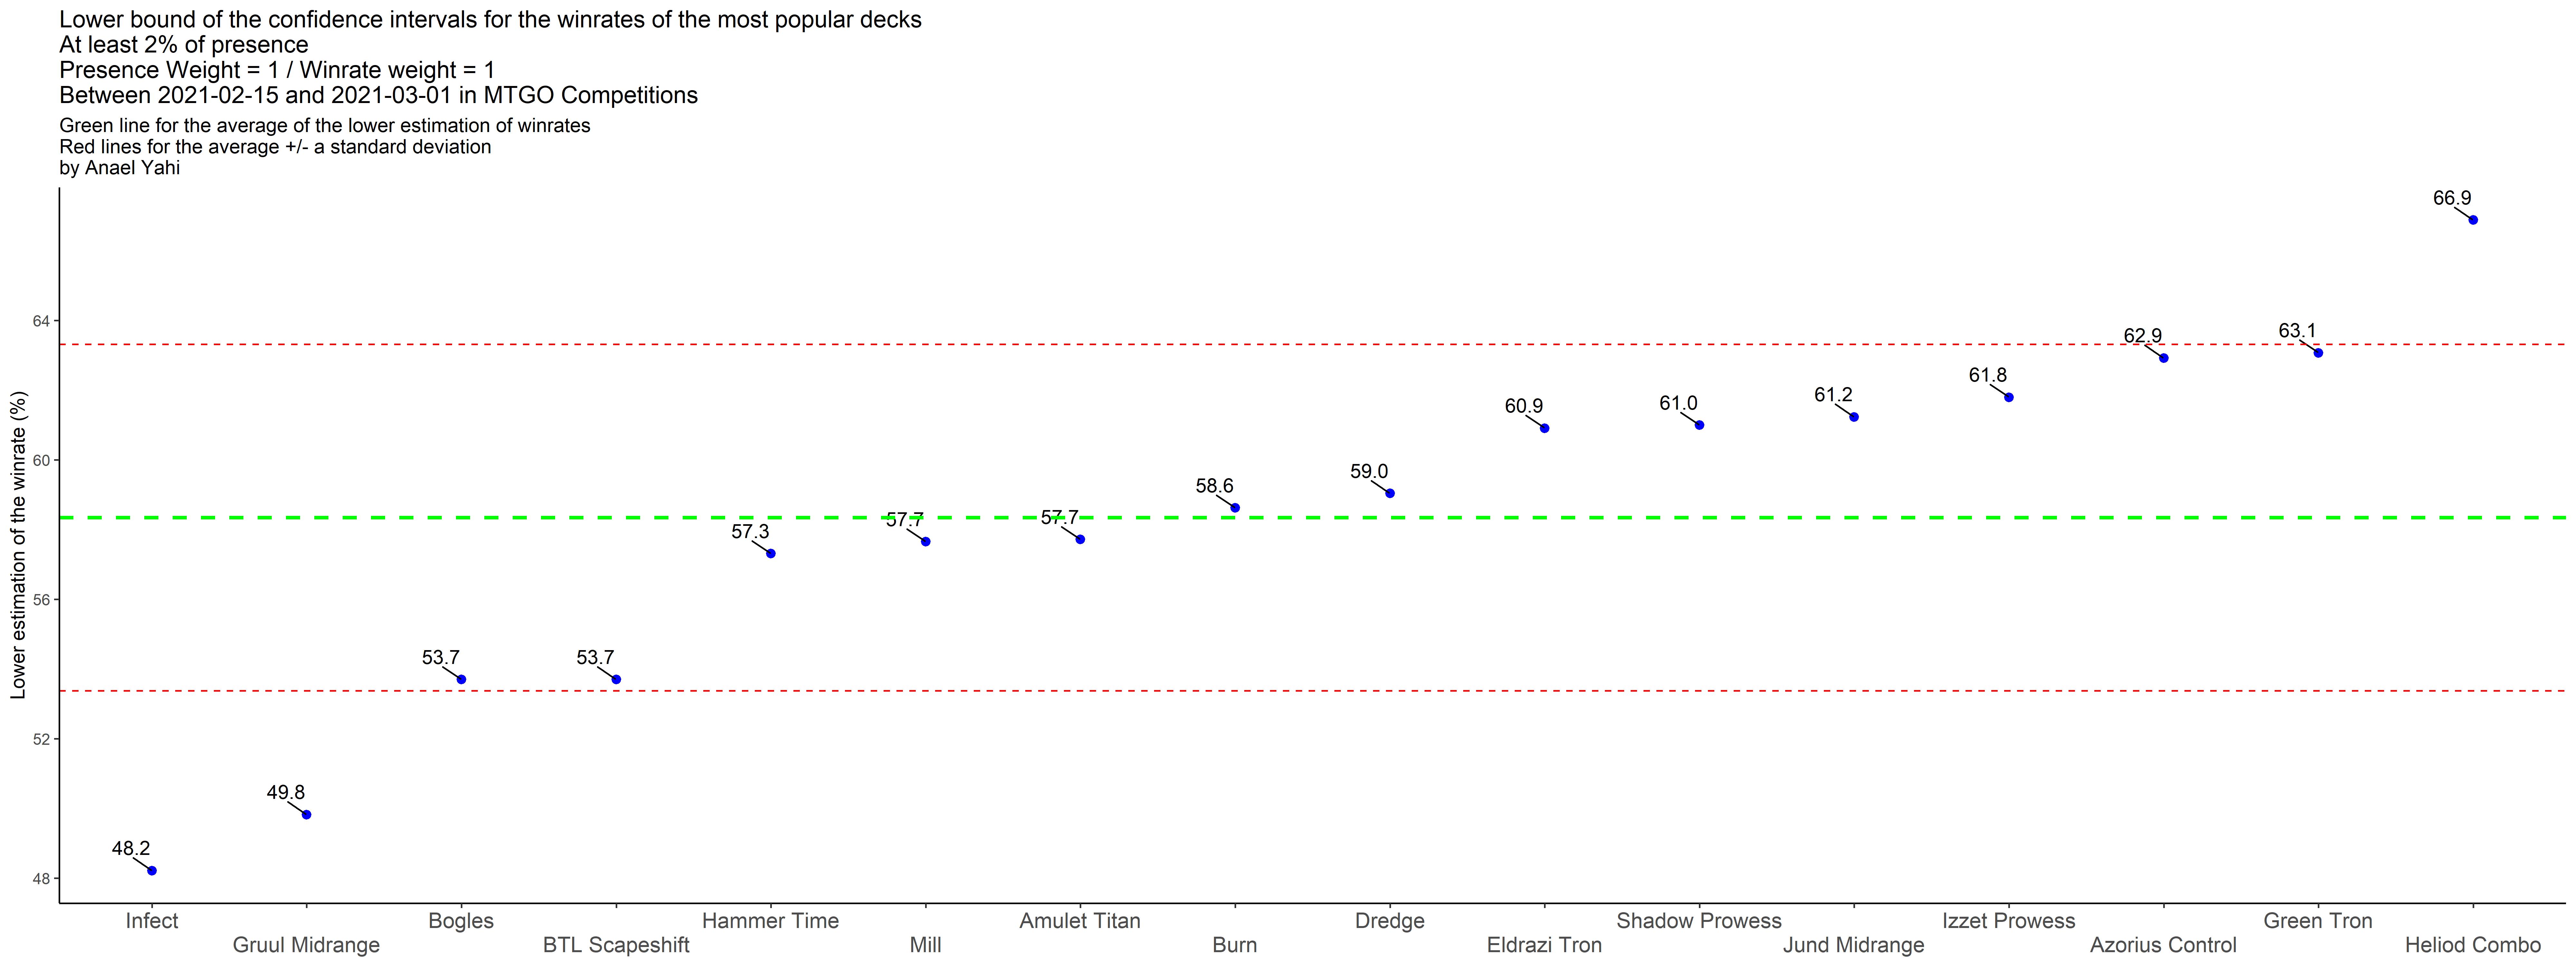 Lower bound of the confidence intervals for the winrates of the most popular decks
At least 2% of presence
Presence Weight = 1 / Winrate weight = 1
Between 2021-02-15 and 2021-03-01 in MTGO Competitions
Green line for the average of the lower estimation of winrates
Red lines for the average +/- a standard deviation
by Anael Yahi
Lower estimation of the winrate (%)
64
60
56
52
48
48.2
49.8
53.7
53.7
57.3
57.7
57.7
58.6
59.0
60.9
61.0
61.2
61.8
62.9
63.1
66.9
Infect
Gruul Midrange
Bogles
BTL Scapeshift
Hammer Time
Mill
Amulet Titan
Burn
Dredge
Eldrazi Tron
Shadow Prowess
Jund Midrange
Izzet Prowess
Azorius Control
Green Tron
Heliod Combo